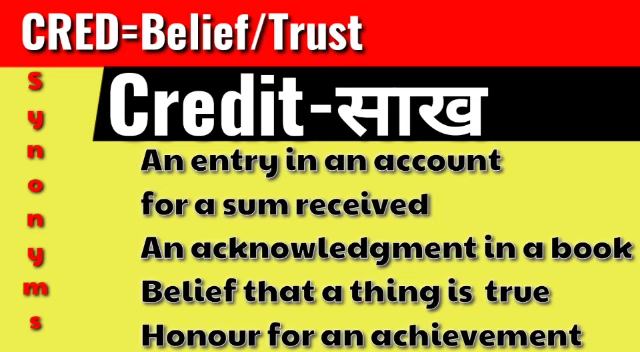 CRED=Belief/Trust
Credit-साख
Synonyms
An entry in an account
for a sum received
An acknowledgment in a book
Belief that a thing is true
Honour for an achievement